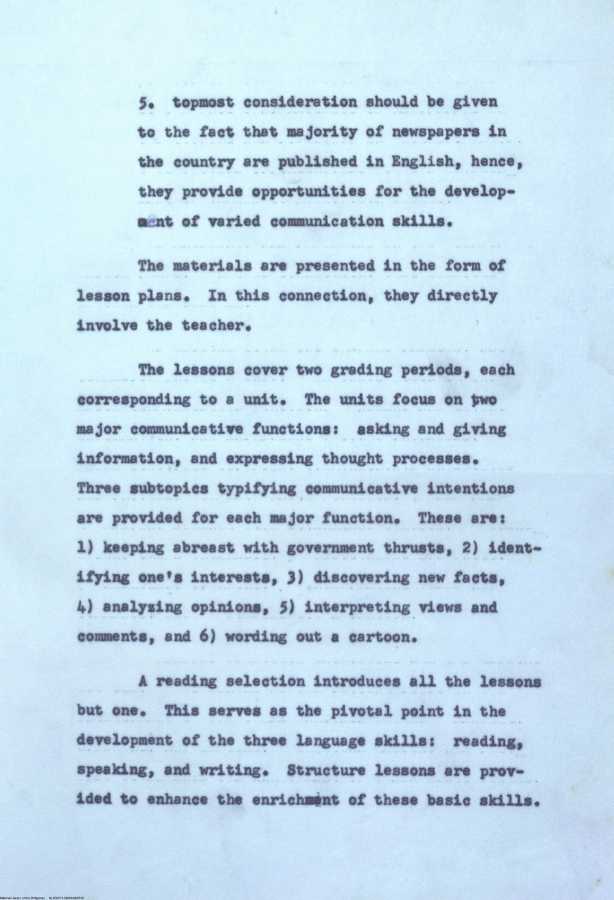 5. topmost consideration should be given
to the fact that majority of newspapers in
the country are published in English, hence,
they provide opportunities for the develop-
ment of varied communication skills.
The materials are presented in the form of
lesson plans. In this connection, they directly
involve the teacher.
The lessons cover two grading periods, each
corresponding to a unit. The units focus on two
major communicative functions: asking and giving
information, and expressing thought processes.
Three subtopics typifying communicative intentions
are provided for each major function. These are:
1) keeping abreast with government thrusts, 2) ident-
ifying one's interests, 3) discovering new facts,
4) analyzing opinions, 5) interpreting views and
comments, and 6) wording out a cartoon.
A reading selection introduces all the lessons
but one. This serves as the pivotal point in the
development of the three language skills: reading,
speaking, and writing. Structure lessons are prov-
ided to enhance the enrichment of these basic skills.